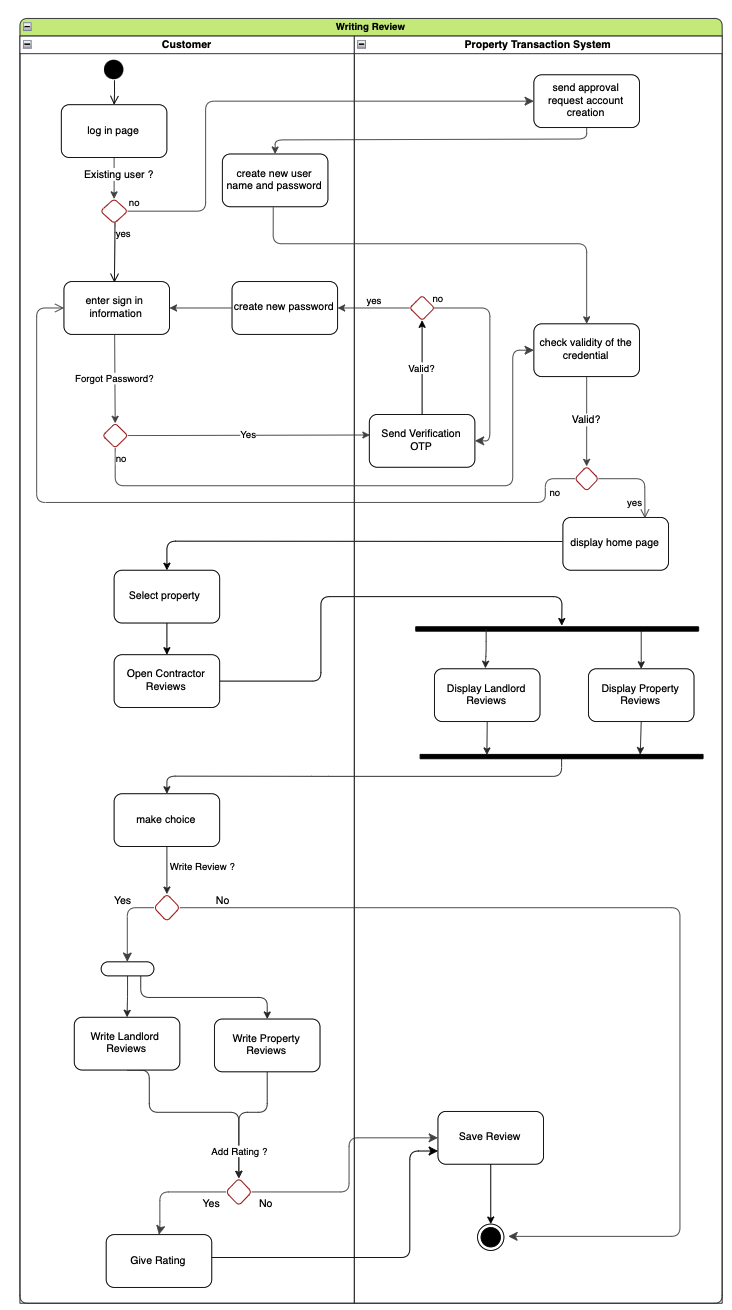 Writing Review
Customer
Property Transaction System
send approval
request account
creation
log in page
Existing user ?
create new user
name and password
no
yes
enter sign in
information
create new password
yes
no
check validity of the
credential
Valid?
Forgot Password?
Valid?
Send Verification
OTP
Yes
no
no
yes
display home page
Select property
Open Contractor
Reviews
Display Landlord
Reviews
Display Property
Reviews
make choice
Write Review ?
Yes
No
Write Landlord
Reviews
Write Property
Reviews
Save Review
Add Rating ?
Yes
No
Give Rating